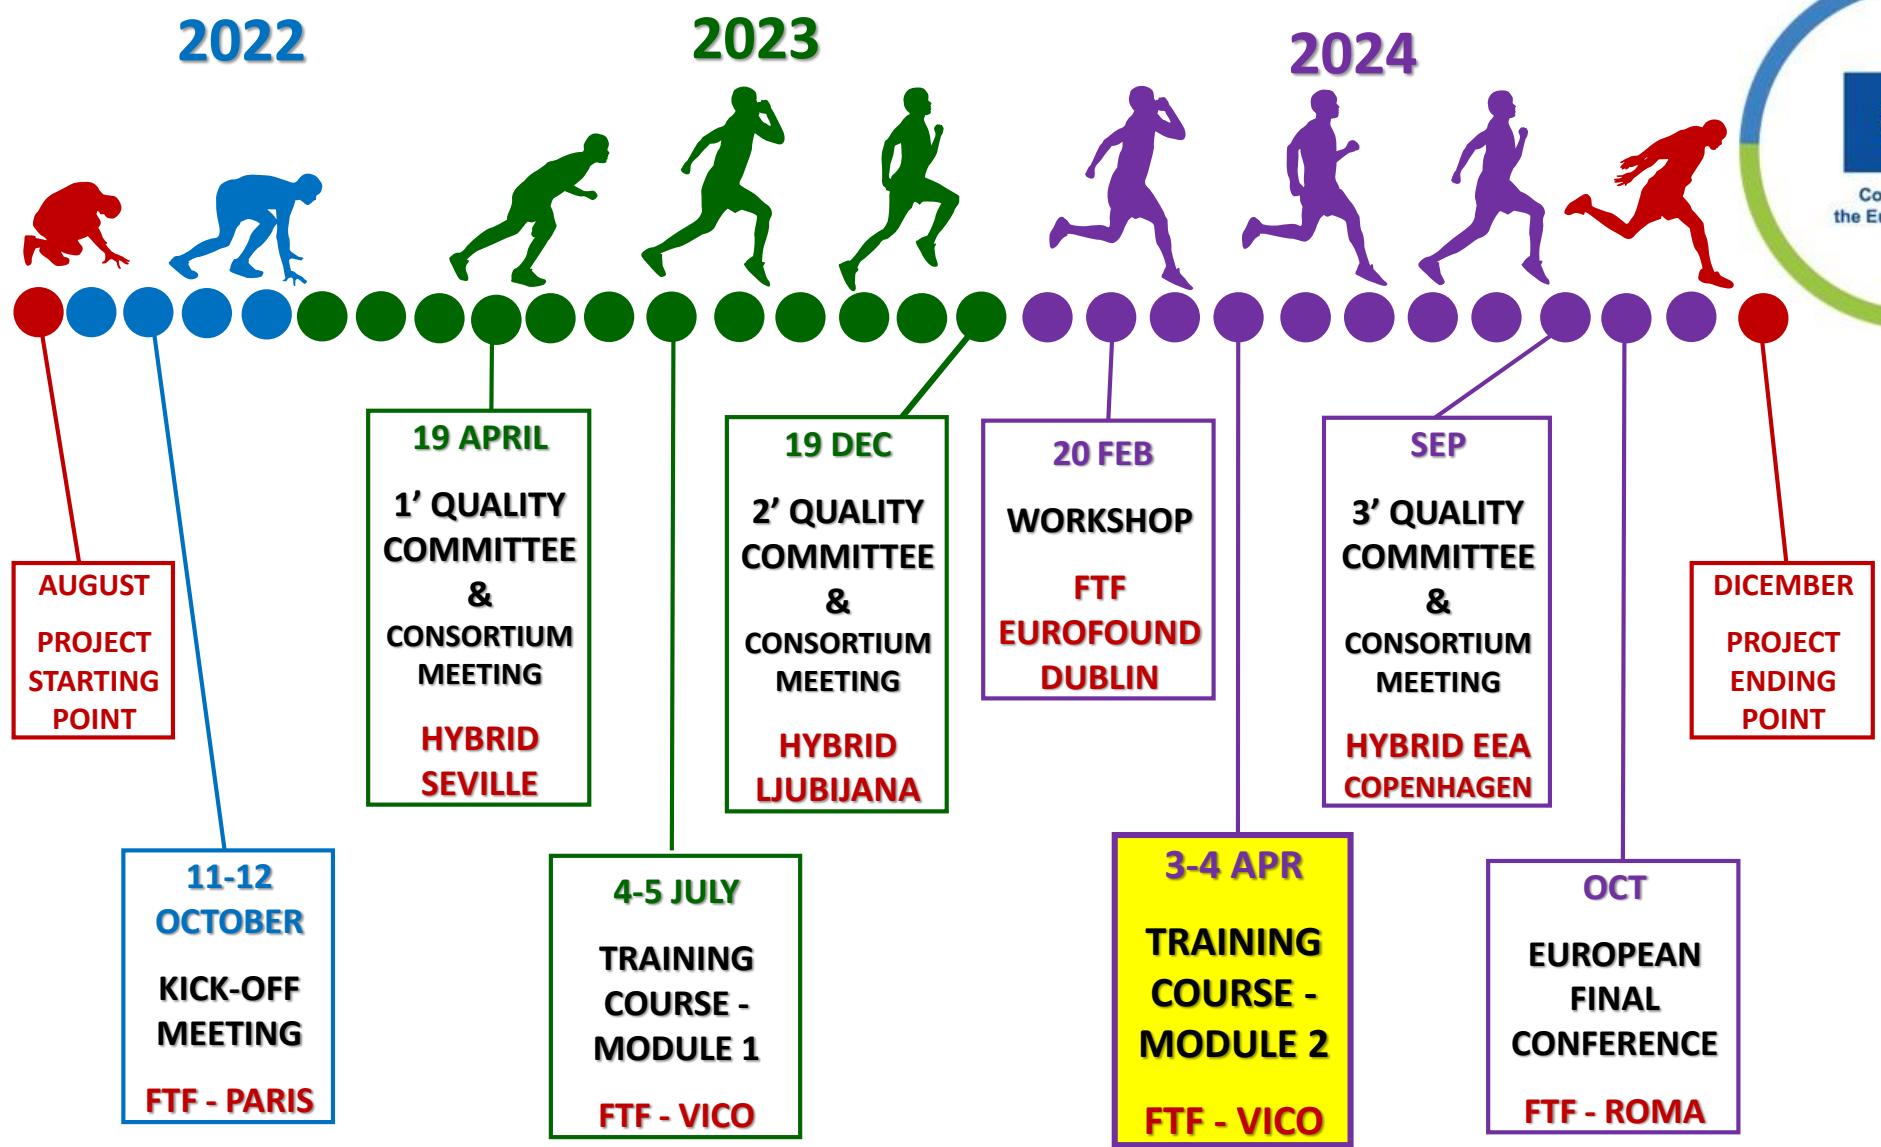 2022
2023
2024
Co
the Eu
AUGUST
PROJECT
STARTING
POINT
11-12
OCTOBER
KICK-OFF
MEETING
FTF - PARIS
19 APRIL
1’ QUALITY
COMMITTEE
&
CONSORTIUM
MEETING
HYBRID
SEVILLE
4-5 JULY
TRAINING
COURSE -
MODULE 1
FTF - VICO
19 DEC
2’ QUALITY
COMMITTEE
&
CONSORTIUM
MEETING
HYBRID
LJUBIJANA
20 FEB
WORKSHOP
FTF
EUROFOUND
DUBLIN
3-4 APR
TRAINING
COURSE -
MODULE 2
FTF - VICO
SEP
3’ QUALITY
COMMITTEE
&
CONSORTIUM
MEETING
HYBRID EEA
COPENHAGEN
OCT
EUROPEAN
FINAL
CONFERENCE
FTF - ROMA
DICEMBER
PROJECT
ENDING
POINT